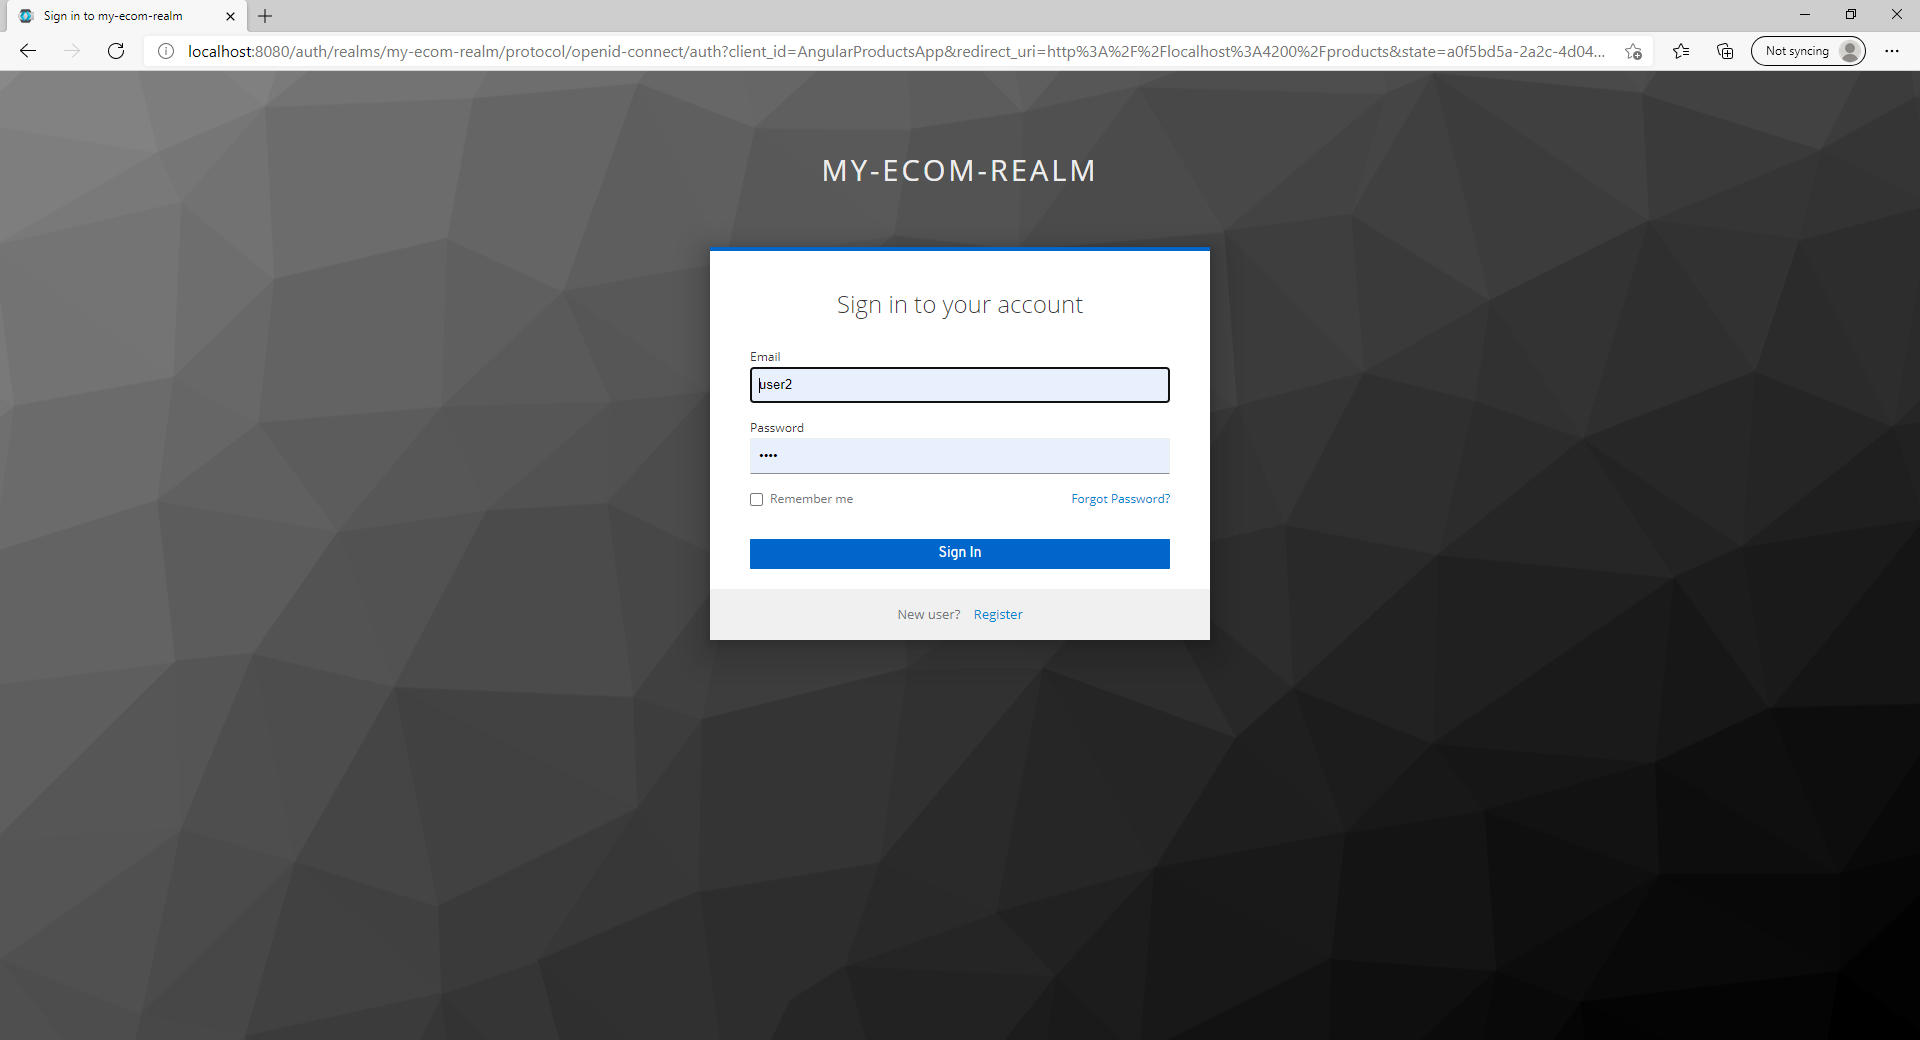 Sign in to my-ecom-realm
localhost:8080/auth/realms/my-ecom-realm/protocol/openid-connect/auth?client_id=AngularProductsApp&redirect_uri=http%3A%2F%2Flocalhost%3A4200%2Fproducts&state=a0f5bd5a-2a2c-4d04...
Not syncing
MY-ECOM-REALM
Sign in to your account
Email
user2
Password
••••
Remember me
Forgot Password?
Sign In
New user? Register